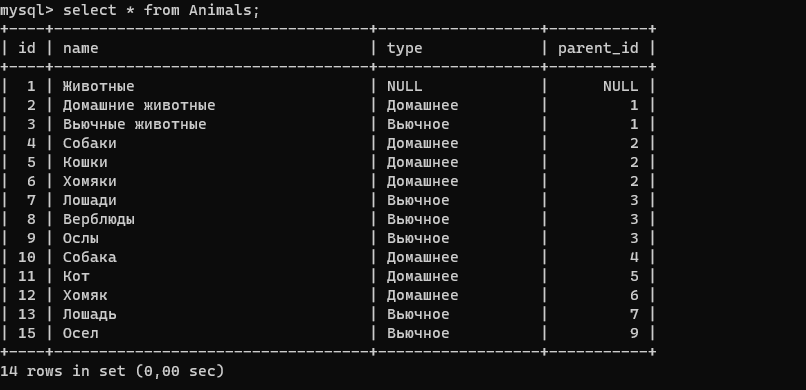 mysql> select * from Animals;
+----+-----------------------------------+------------------+-----------+
| id | name                              | type             | parent_id |
+----+-----------------------------------+------------------+-----------+
|  1 | Животные                          | NULL             |      NULL |
|  2 | Домашние животные                 | Домашнее         |         1 |
|  3 | Вьючные животные                  | Вьючное          |         1 |
|  4 | Собаки                            | Домашнее         |         2 |
|  5 | Кошки                             | Домашнее         |         2 |
|  6 | Хомяки                            | Домашнее         |         2 |
|  7 | Лошади                            | Вьючное          |         3 |
|  8 | Верблюды                          | Вьючное          |         3 |
|  9 | Ослы                              | Вьючное          |         3 |
| 10 | Собака                            | Домашнее         |         4 |
| 11 | Кот                               | Домашнее         |         5 |
| 12 | Хомяк                             | Домашнее         |         6 |
| 13 | Лошадь                            | Вьючное          |         7 |
| 15 | Осел                              | Вьючное          |         9 |
+----+-----------------------------------+------------------+-----------+
14 rows in set (0,00 sec)